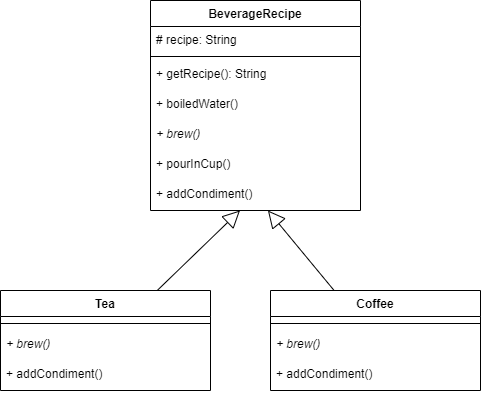 BeverageRecipe
# recipe: String
+ getRecipe(): String
+ boiledWater()
+ brew()
+ pourInCup()
+ addCondiment()
Tea
+ brew()
+ addCondiment()
Coffee
+ brew()
+ addCondiment()